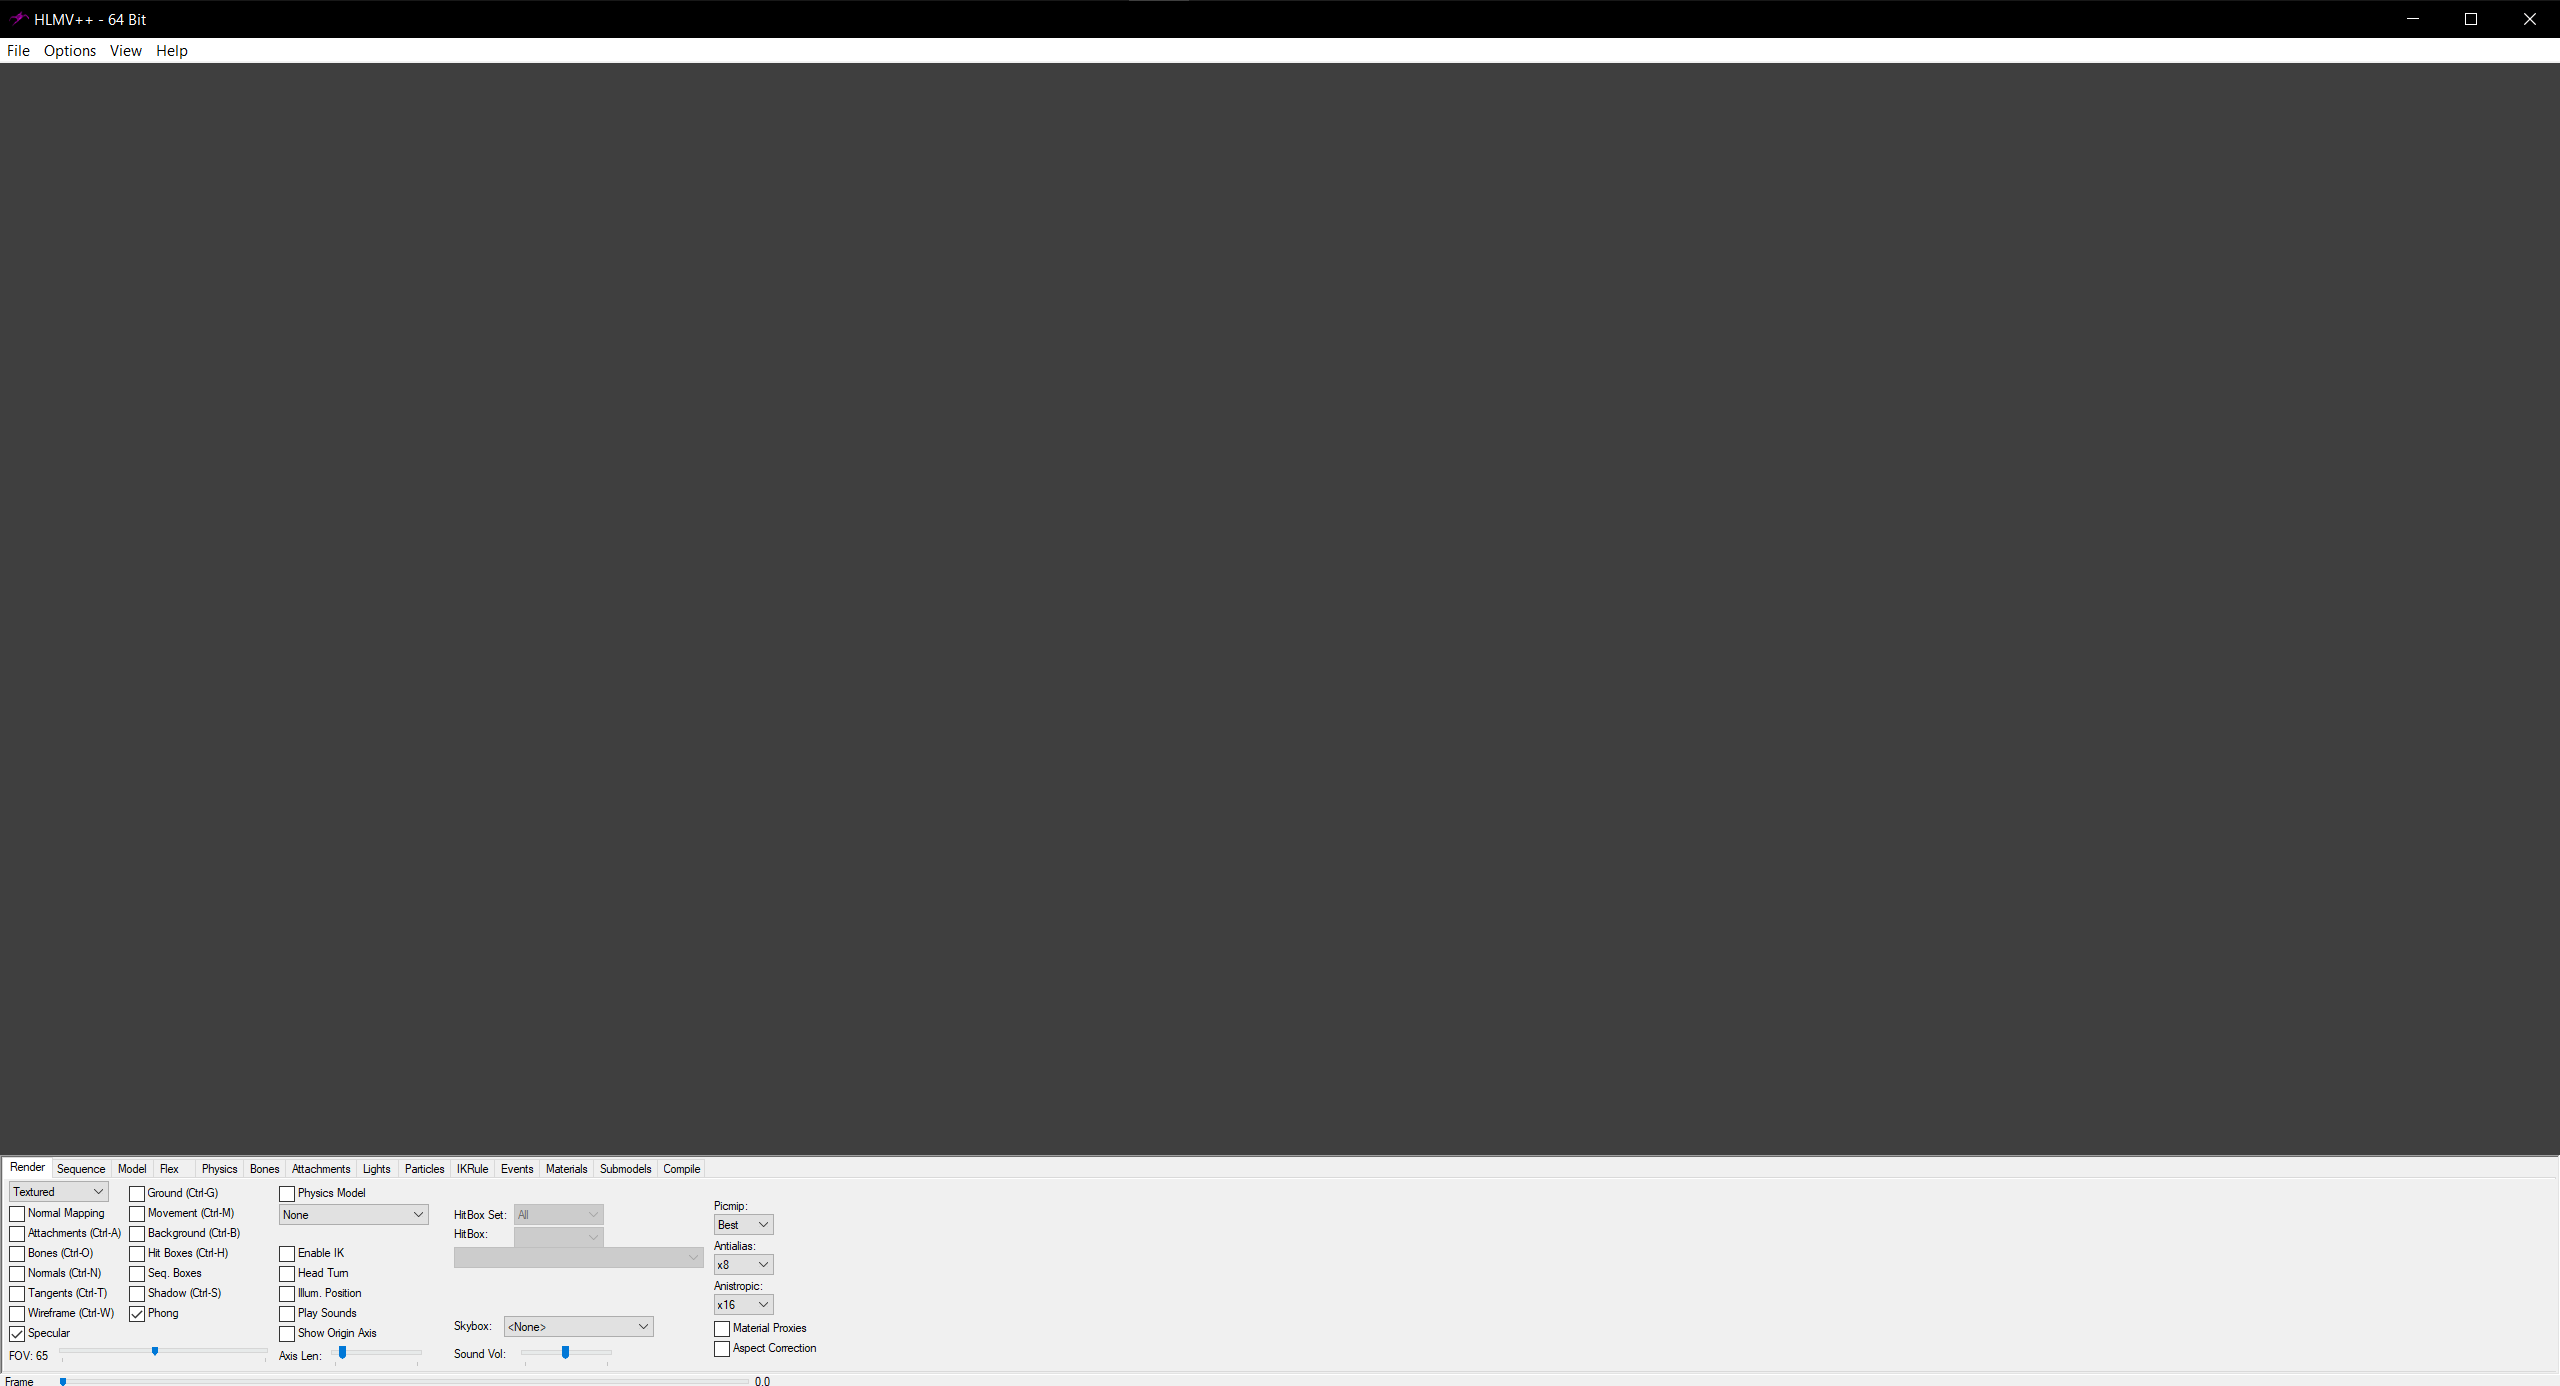 HLMV++ - 64 Bit
File Options View Help
Render Sequence Model Flex Physics Bones Attachments Lights Particles IKRule Events Materials Submodels Compile
Textured
Normal Mapping
Attachments (Ctrl-A)
Bones (Ctrl-O)
Normals (Ctrl-N)
Tangents (Ctrl-T)
Wireframe (Ctrl-W)
Specular
FOV: 65
Ground (Ctrl-G)
Movement (Ctrl-M)
Background (Ctrl-B)
Hit Boxes (Ctrl-H)
Seq. Boxes
Shadow (Ctrl-S)
Phong
Physics Model
None
Enable IK
Head Turn
Illum. Position
Play Sounds
Show Origin Axis
Axis Len:
HitBox Set: All
HitBox:
Skybox: <None>
Sound Vol:
Picmip:
Best
Antialias:
x8
Anistropic:
x16
Material Proxies
Aspect Correction
Frame 0.0